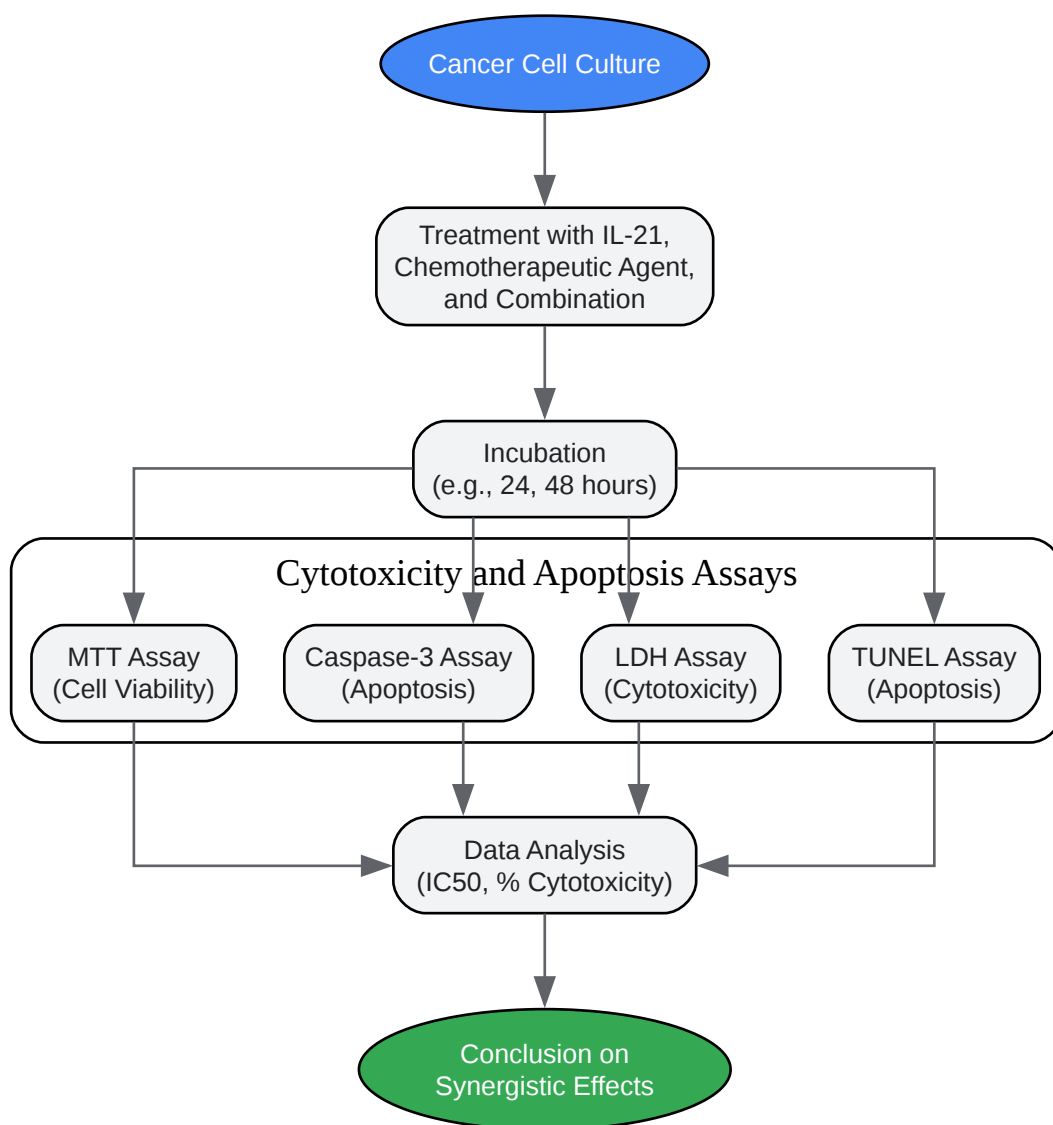 Cancer Cell Culture
Treatment with IL-21,
Chemotherapeutic Agent,
and Combination
Incubation
(e.g., 24, 48 hours)
Cytotoxicity and Apoptosis Assays
MTT Assay
(Cell Viability)
Caspase-3 Assay
(Apoptosis)
LDH Assay
(Cytotoxicity)
TUNEL Assay
(Apoptosis)
Data Analysis
(IC50, % Cytotoxicity)
Conclusion on
Synergistic Effects